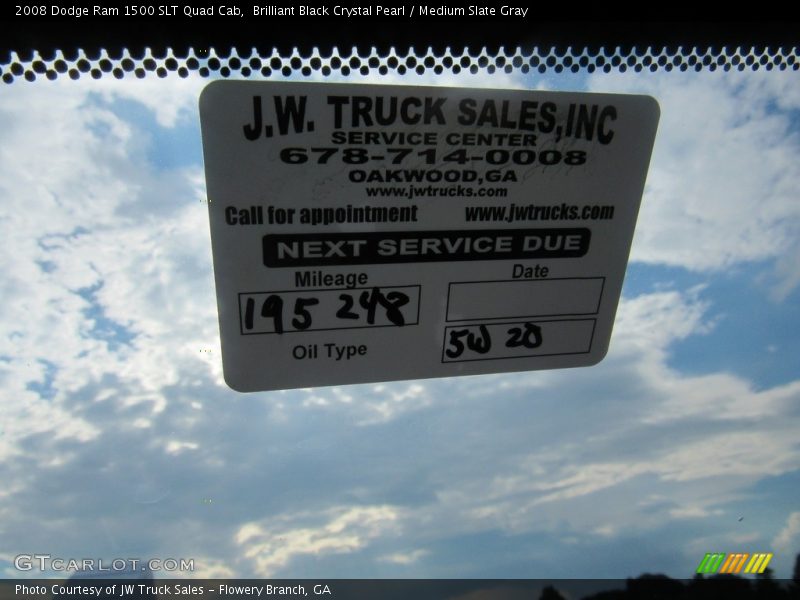 2008 Dodge Ram 1500 SLT Quad Cab, Brilliant Black Crystal Pearl / Medium Slate Gray
J.W. TRUCK SALES,INC
SERVICE CENTER
678-714-0008
OAKWOOD,GA
www.jwtrucks.com
Call for appointment www.jwtrucks.com
NEXT SERVICE DUE
Mileage Date
195 248
Oil Type 5W 20
GTCARLOT.COM
Photo Courtesy of JW Truck Sales - Flowery Branch, GA